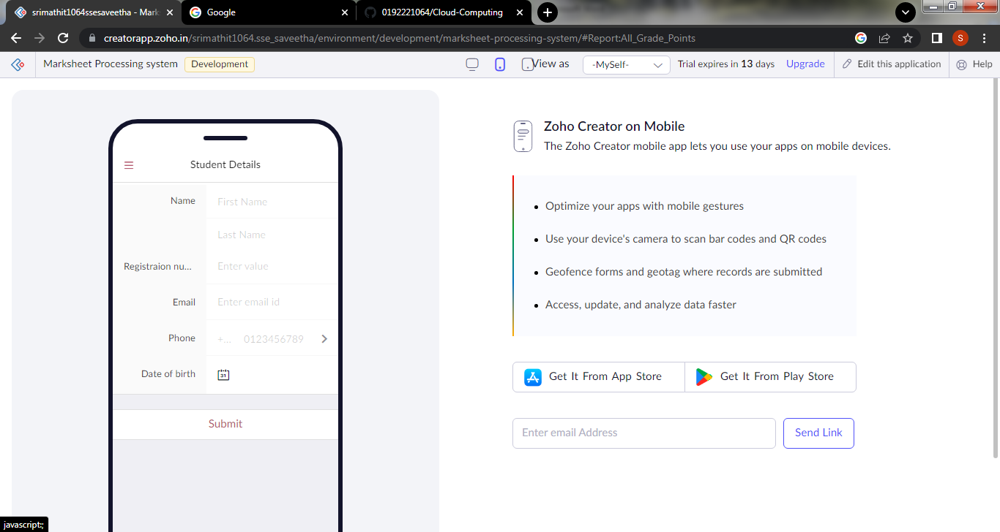 srimathit1064ssesaveetha - Mark
Google
0192221064/Cloud-Computing
creatorapp.zoho.in/srimathit1064.sse_saveetha/environment/development/marksheet-processing-system/#Report:All_Grade_Points
S
Marksheet Processing system
Development
View as
-MySelf-
Trial expires in 13 days
Upgrade
Edit this application
Help
Student Details
Name
First Name
Last Name
Registraion nu...
Enter value
Email
Enter email id
Phone
+... 0123456789
Date of birth
31
Submit
Zoho Creator on Mobile
The Zoho Creator mobile app lets you use your apps on mobile devices.
Optimize your apps with mobile gestures
Use your device's camera to scan bar codes and QR codes
Geofence forms and geotag where records are submitted
Access, update, and analyze data faster
Get It From App Store
Get It From Play Store
Enter email Address
Send Link
javascript:;